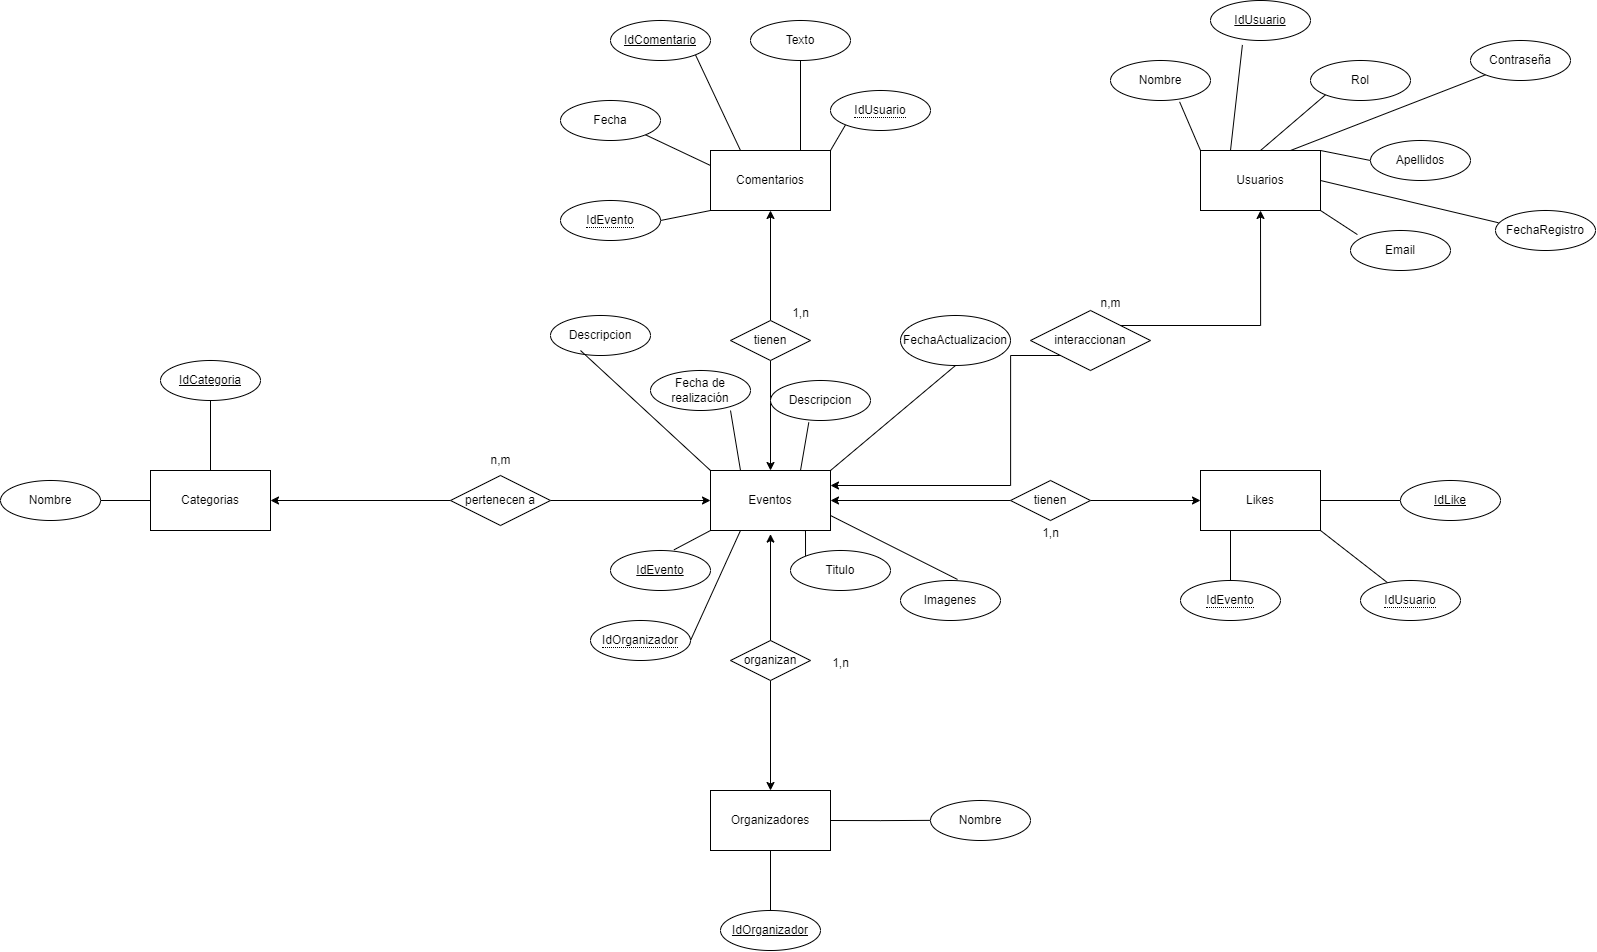 IdUsuario
IdComentario
Texto
Contraseña
Nombre
Rol
IdUsuario
Fecha
Apellidos
Comentarios
Usuarios
IdEvento
FechaRegistro
Email
n,m
1,n
Descripcion
tienen
FechaActualizacion
interaccionan
IdCategoria
Fecha de
realización
Descripcion
n,m
Nombre
Categorias
pertenecen a
Eventos
tienen
Likes
IdLike
1,n
IdEvento
Titulo
Imagenes
IdEvento
IdUsuario
IdOrganizador
organizan
1,n
Organizadores
Nombre
IdOrganizador